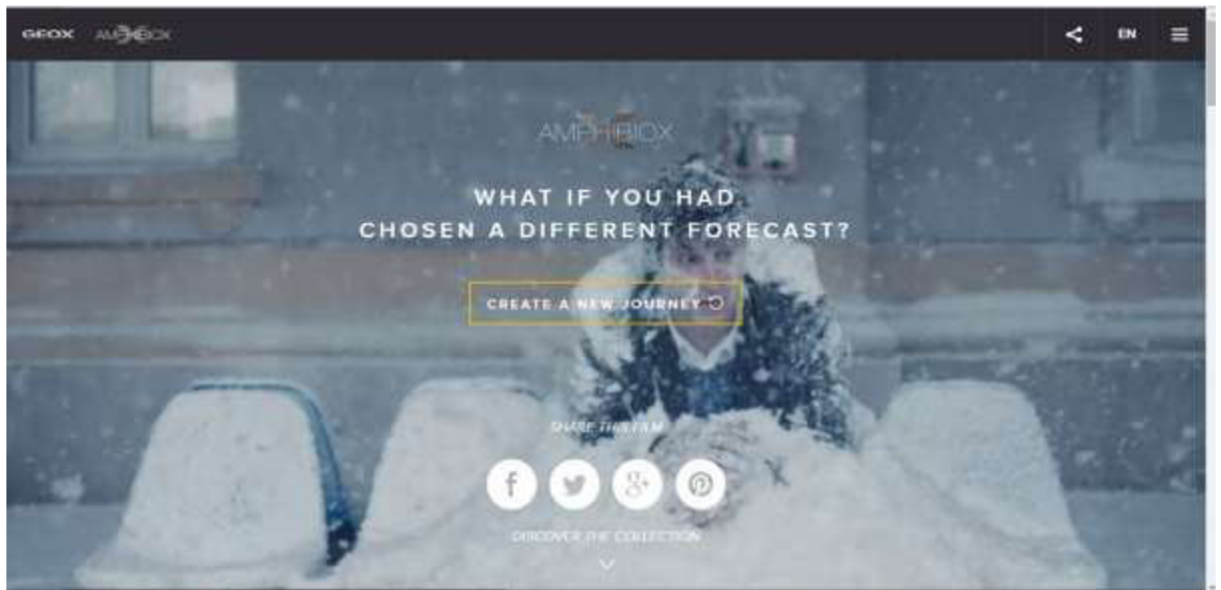 GEOX AMPHIBIOX EN
AMPHIBIOX
WHAT IF YOU HAD
CHOSEN A DIFFERENT FORECAST?
CREATE A NEW JOURNEY
SHARE THIS FILM
f g+
DISCOVER THE COLLECTION